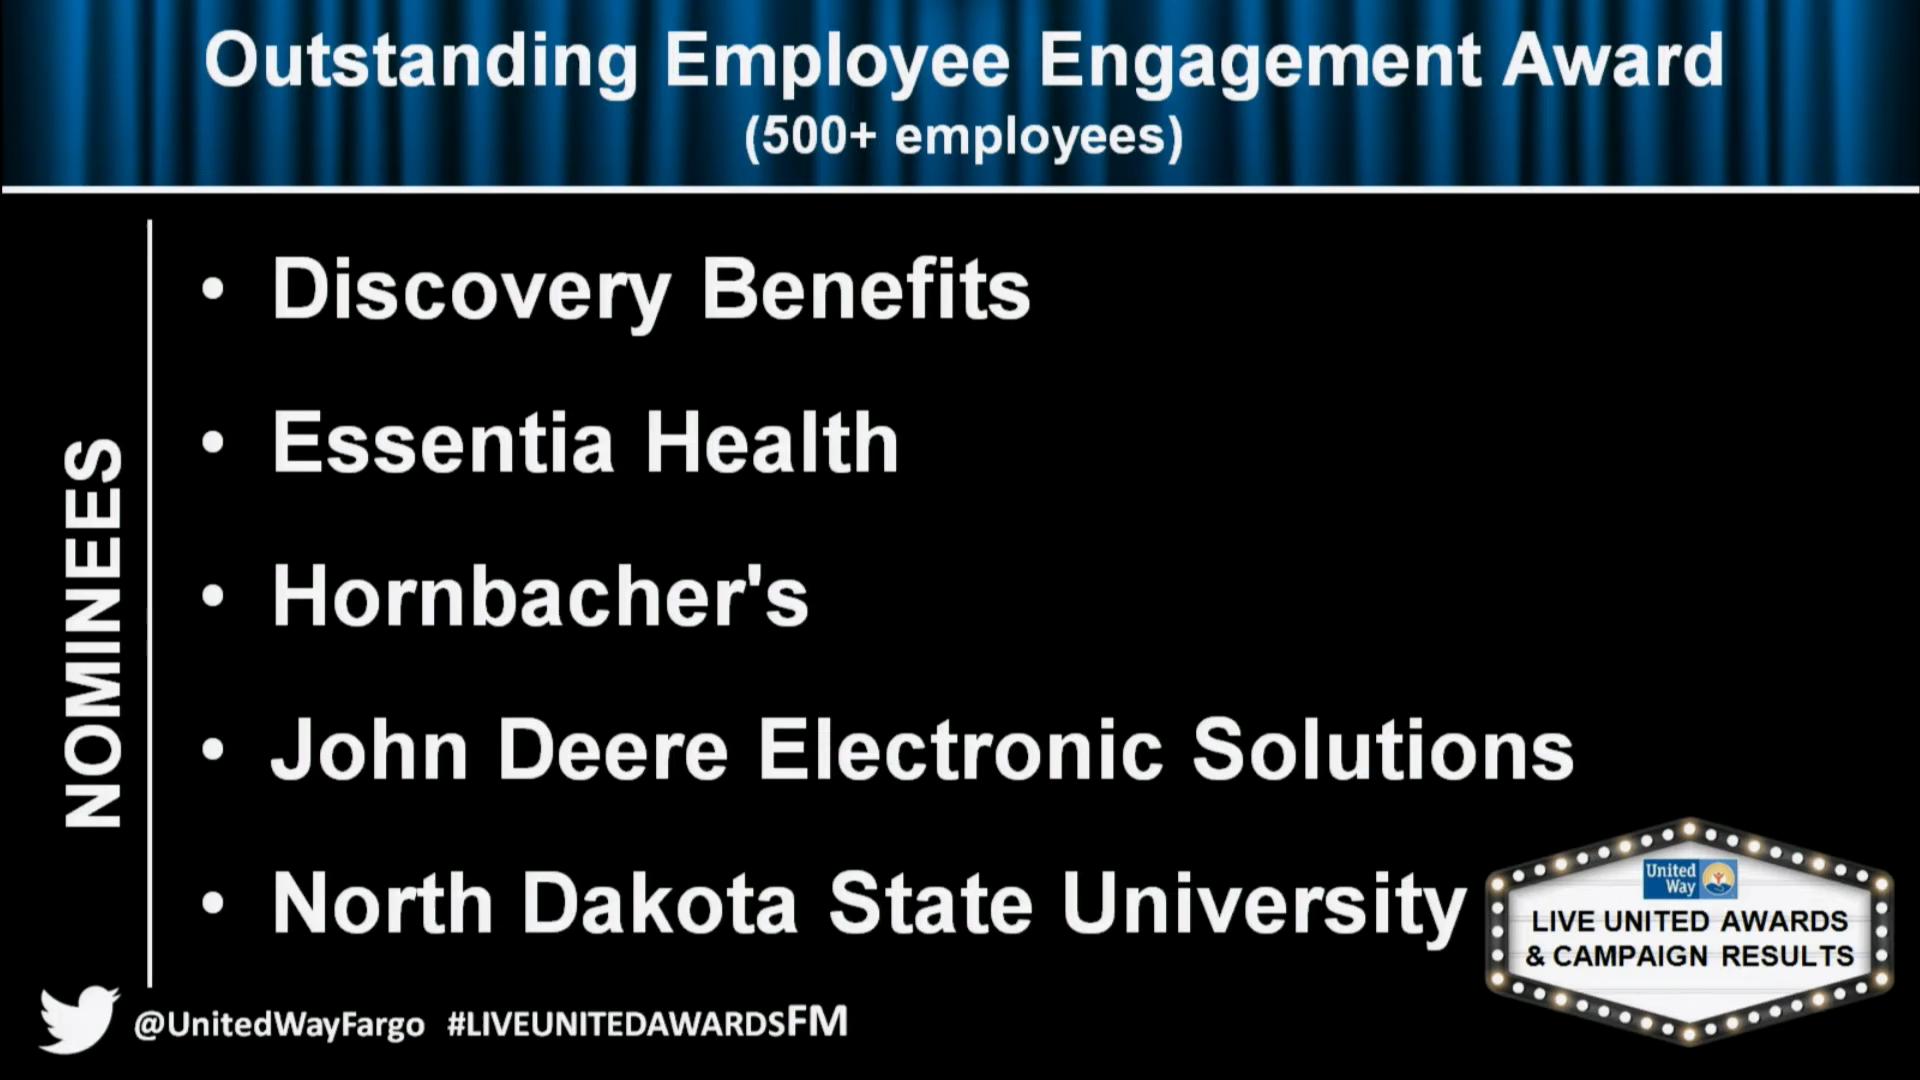 Outstanding Employee Engagement Award
(500+ employees)
NOMINEES
• Discovery Benefits
• Essentia Health
• Hornbacher's
• John Deere Electronic Solutions
• North Dakota State University
United
Way
LIVE UNITED AWARDS
& CAMPAIGN RESULTS
@UnitedWayFargo #LIVEUNITEDAWARDSFM